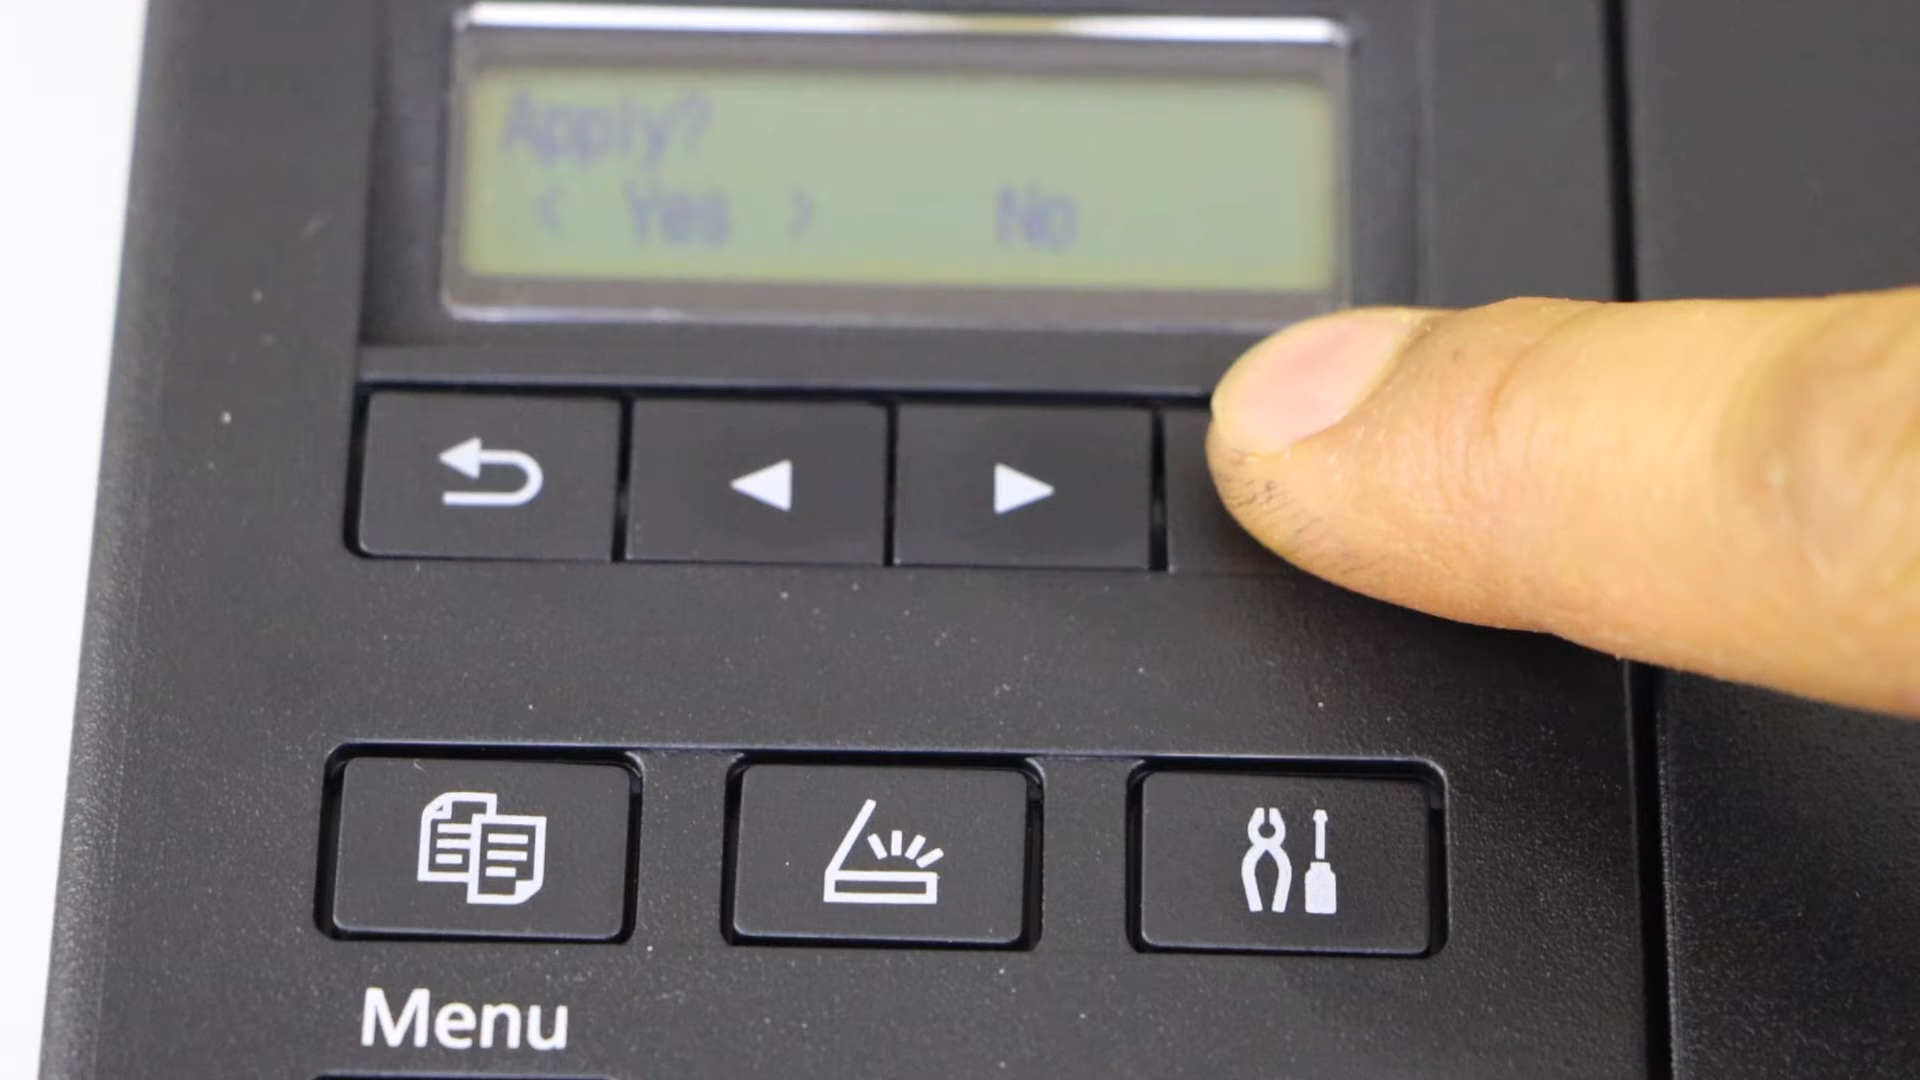 Apply?
< Yes > No
Menu